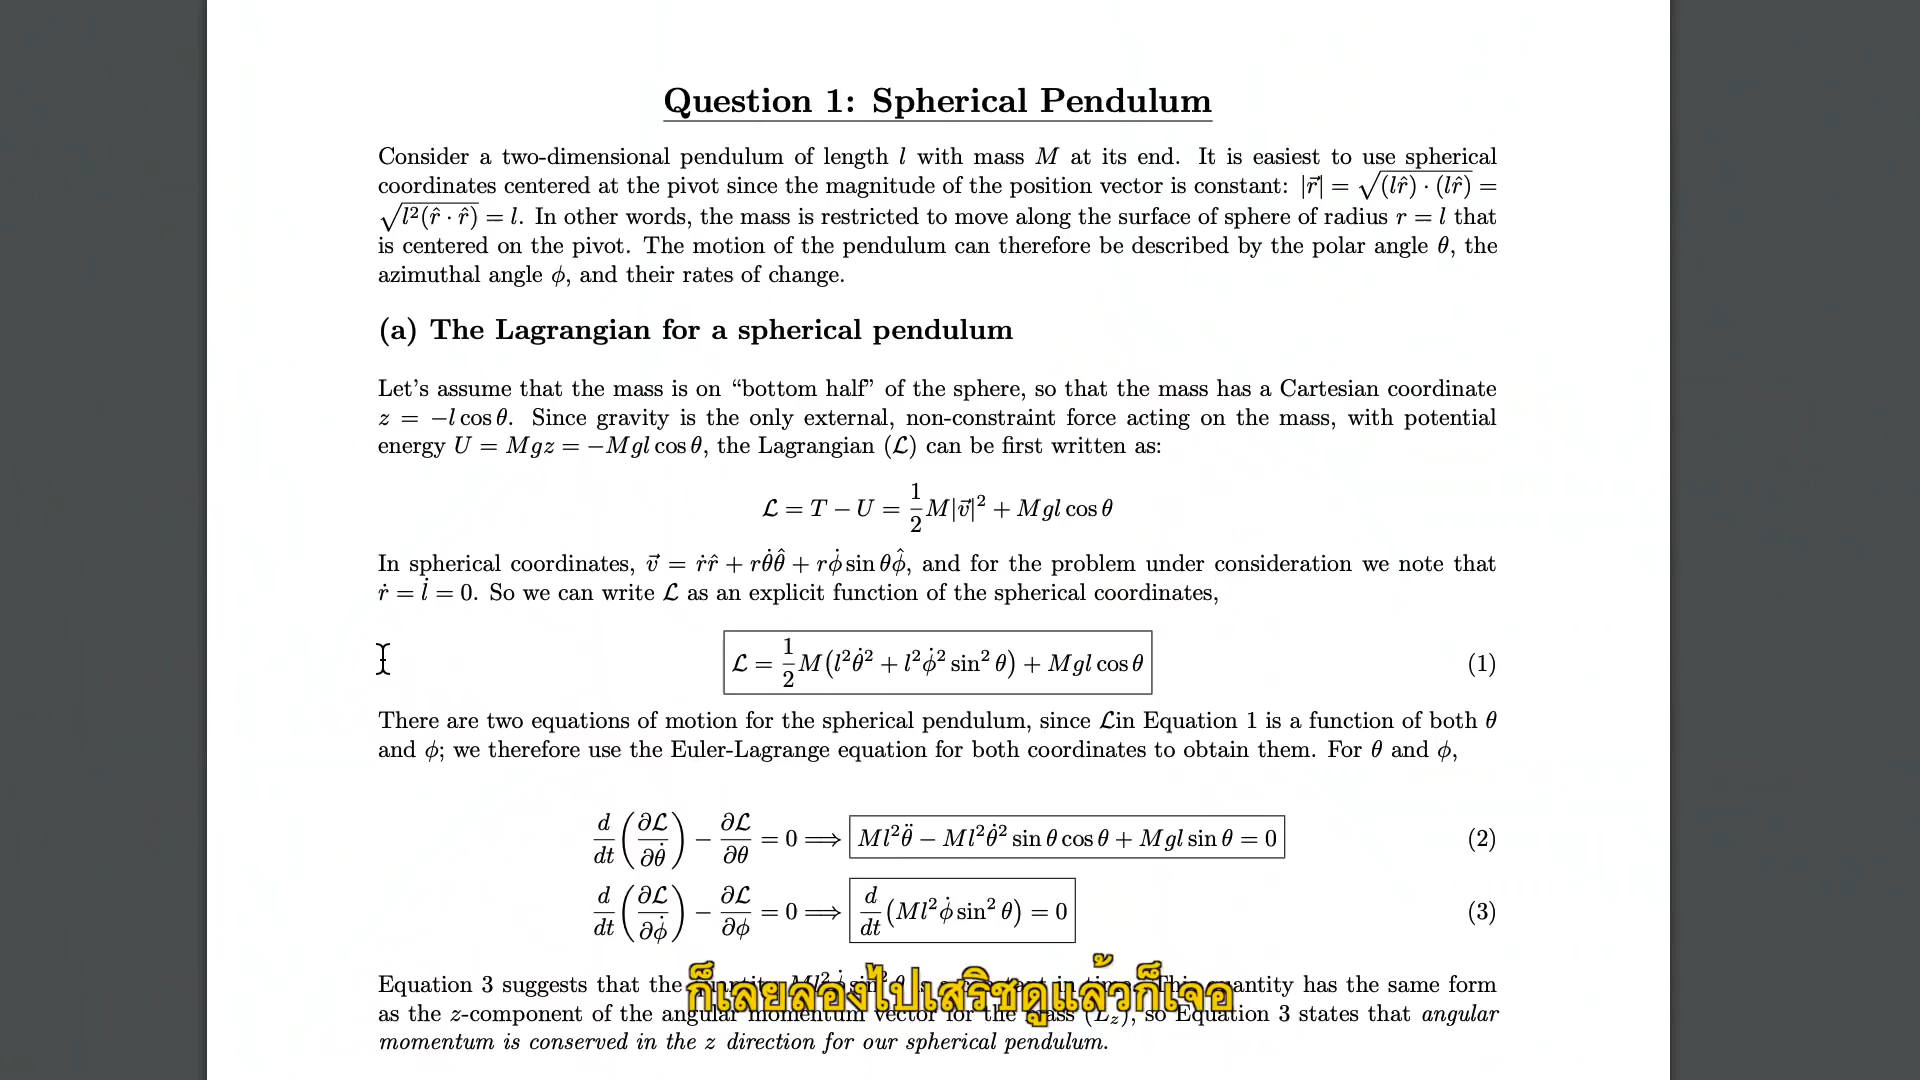 Question 1: Spherical Pendulum
Consider a two-dimensional pendulum of length l with mass M at its end. It is easiest to use spherical
coordinates centered at the pivot since the magnitude of the position vector is constant: |r⃗| = √(lr̂) · (lr̂) =
√l²(r̂ · r̂) = l. In other words, the mass is restricted to move along the surface of sphere of radius r = l that
is centered on the pivot. The motion of the pendulum can therefore be described by the polar angle θ, the
azimuthal angle ϕ, and their rates of change.
(a) The Lagrangian for a spherical pendulum
Let’s assume that the mass is on “bottom half” of the sphere, so that the mass has a Cartesian coordinate
z = −l cos θ. Since gravity is the only external, non-constraint force acting on the mass, with potential
energy U = Mgz = −Mgl cos θ, the Lagrangian (ℒ) can be first written as:
ℒ = T − U = 1/2 M|v⃗|² + Mgl cos θ
In spherical coordinates, v⃗ = ṙr̂ + rθ̇θ̂ + rϕ̇ sin θϕ̂, and for the problem under consideration we note that
ṙ = l̇ = 0. So we can write ℒ as an explicit function of the spherical coordinates,
ℒ = 1/2 M(l²θ̇² + l²ϕ̇² sin² θ) + Mgl cos θ (1)
There are two equations of motion for the spherical pendulum, since ℒin Equation 1 is a function of both θ
and ϕ; we therefore use the Euler-Lagrange equation for both coordinates to obtain them. For θ and ϕ,
d/dt (∂ℒ/∂θ̇) − ∂ℒ/∂θ = 0 ⟹ Ml²θ̈ − Ml²θ̇² sin θ cos θ + Mgl sin θ = 0 (2)
d/dt (∂ℒ/∂ϕ̇) − ∂ℒ/∂ϕ = 0 ⟹ d/dt (Ml²ϕ̇ sin² θ) = 0 (3)
Equation 3 suggests that the quantity Ml²ϕ̇ sin² θ in time. This quantity has the same form
as the z-component of the angular momentum vector for the mass (L_z), so Equation 3 states that angular
momentum is conserved in the z direction for our spherical pendulum.
ก็เลยลองไปเสริชดูแล้วก็เจอ